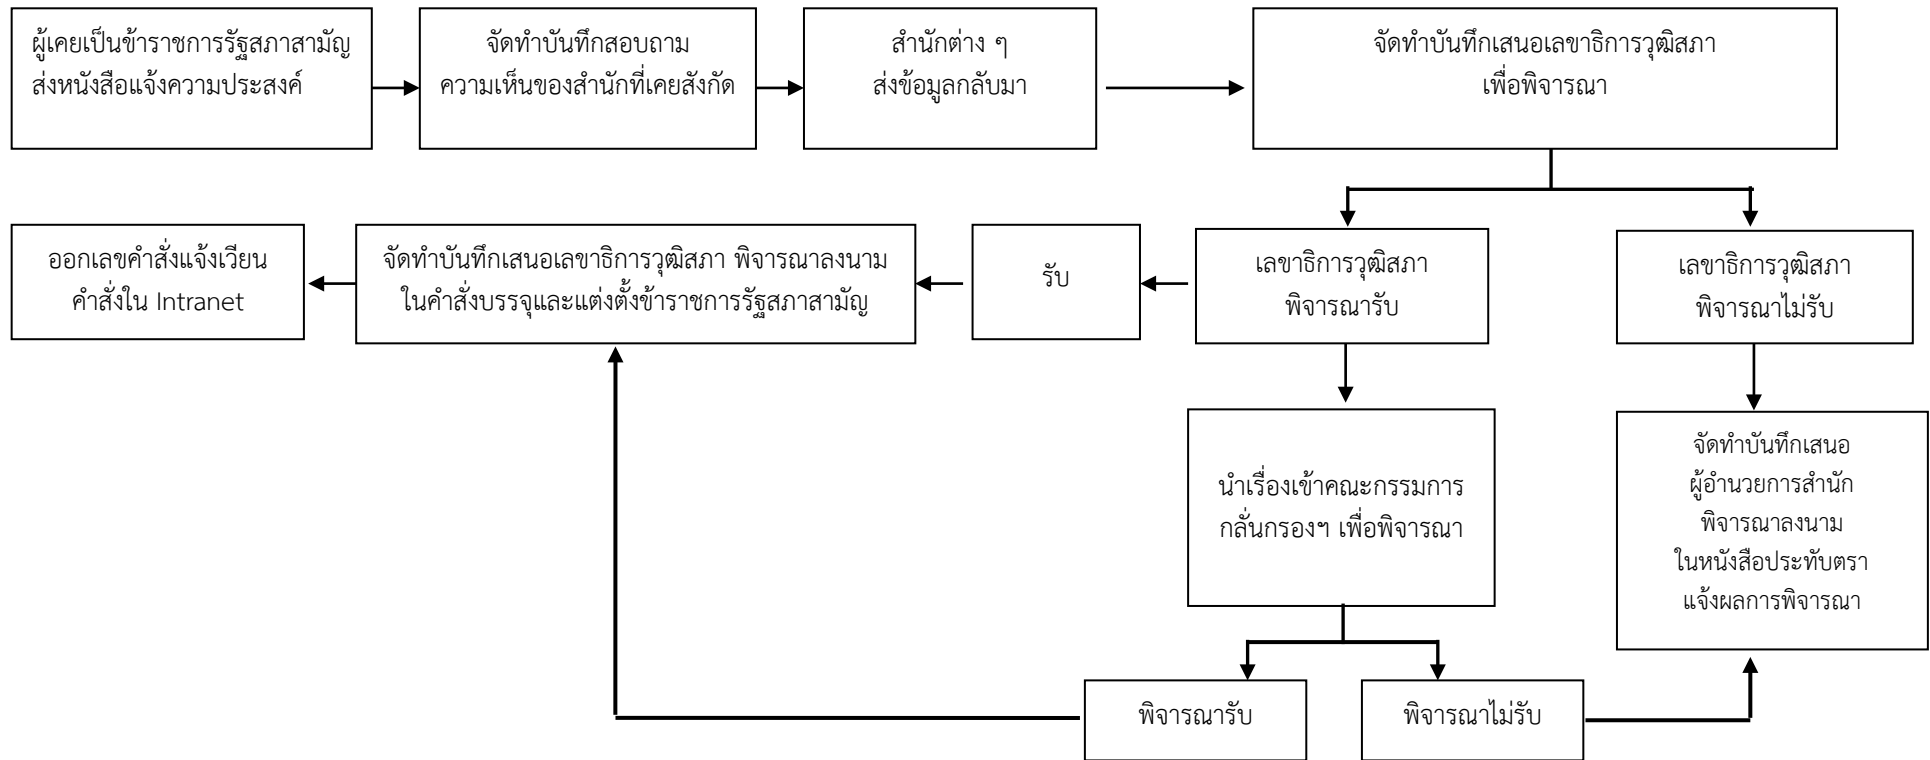 ผู้เคยเป็นข้าราชการรัฐสภาสามัญ
ส่งหนังสือแจ้งความประสงค์
จัดทำบันทึกสอบถาม
ความเห็นของสำนักที่เคยสังกัด
สำนักต่าง ๆ
ส่งข้อมูลกลับมา
จัดทำบันทึกเสนอเลขาธิการวุฒิสภา
เพื่อพิจารณา
ออกเลขคำสั่งแจ้งเวียน
คำสั่งใน Intranet
จัดทำบันทึกเสนอเลขาธิการวุฒิสภา พิจารณาลงนาม
ในคำสั่งบรรจุและแต่งตั้งข้าราชการรัฐสภาสามัญ
รับ
เลขาธิการวุฒิสภา
พิจารณารับ
เลขาธิการวุฒิสภา
พิจารณาไม่รับ
นำเรื่องเข้าคณะกรรมการ
กลั่นกรองฯ เพื่อพิจารณา
จัดทำบันทึกเสนอ
ผู้อำนวยการสำนัก
พิจารณาลงนาม
ในหนังสือประทับตรา
แจ้งผลการพิจารณา
พิจารณารับ
พิจารณาไม่รับ